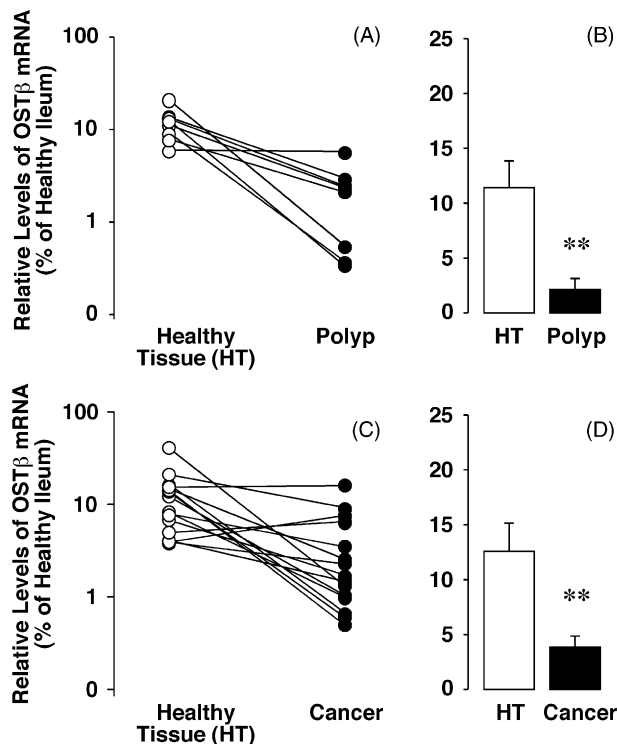 Relative Levels of OSTβ mRNA
(% of Healthy Ileum)
100
10
1
0
Healthy
Tissue (HT)
Polyp
(A)
25
20
15
10
5
0
(B)
**
HT
Polyp
Relative Levels of OSTβ mRNA
(% of Healthy Ileum)
100
10
1
0
Healthy
Tissue (HT)
Cancer
(C)
25
20
15
10
5
0
(D)
**
HT
Cancer